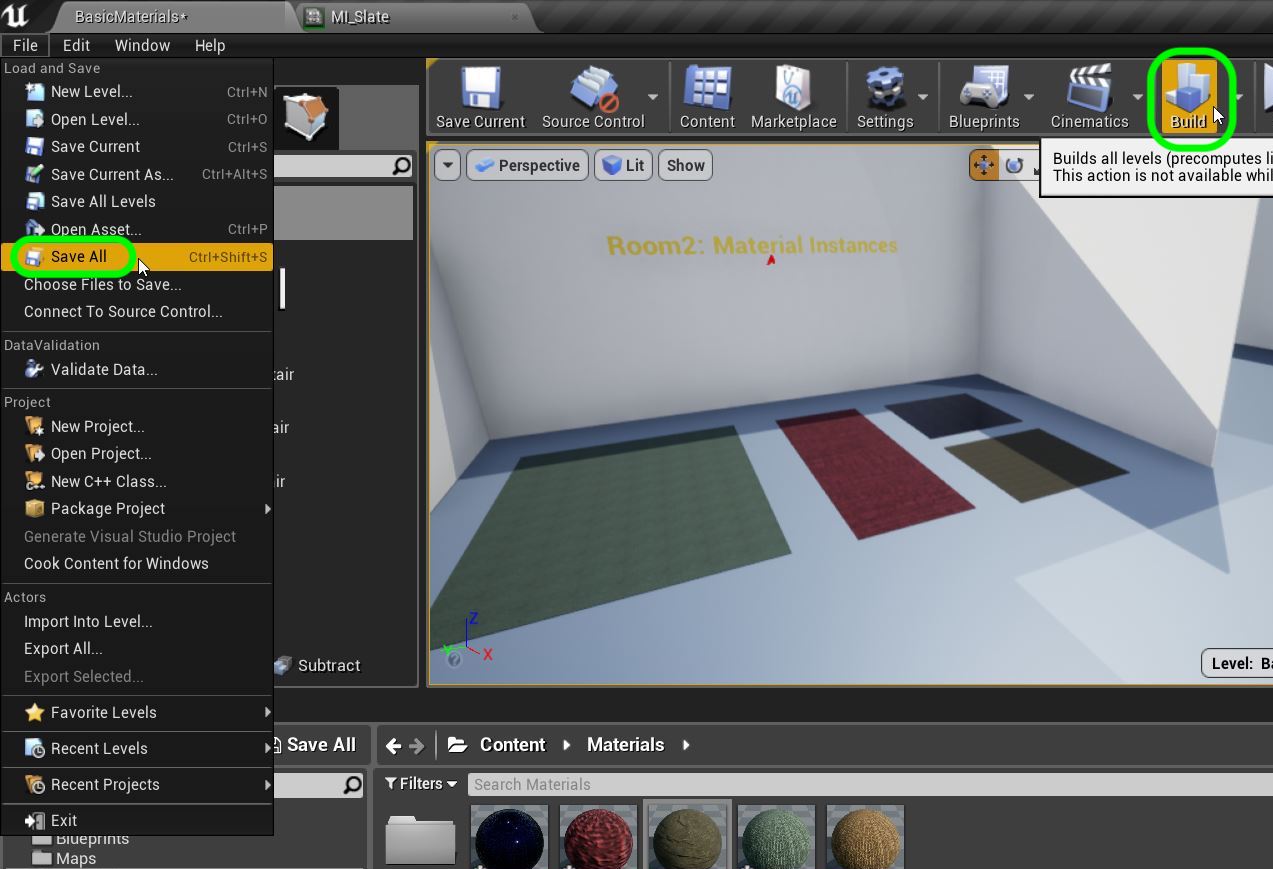 BasicMaterials*
MI_Slate
File Edit Window Help
Load and Save
New Level... Ctrl+N
Open Level... Ctrl+O
Save Current Ctrl+S
Save Current As... Ctrl+Alt+S
Save All Levels
Open Asset... Ctrl+P
Save All Ctrl+Shift+S
Choose Files to Save...
Connect To Source Control...
DataValidation
Validate Data...
Project
New Project...
Open Project...
New C++ Class...
Package Project
Generate Visual Studio Project
Cook Content for Windows
Actors
Import Into Level...
Export All...
Export Selected...
Favorite Levels
Recent Levels
Recent Projects
Exit
Blueprints
Maps
air
air
ir
Subtract
Save Current Source Control Content Marketplace Settings Blueprints Cinematics Build
Builds all levels (precomputes li
This action is not available whil
Perspective Lit Show
Room2: Material Instances
Z
Y X
?
Level: Ba
Save All
Content Materials
Filters Search Materials